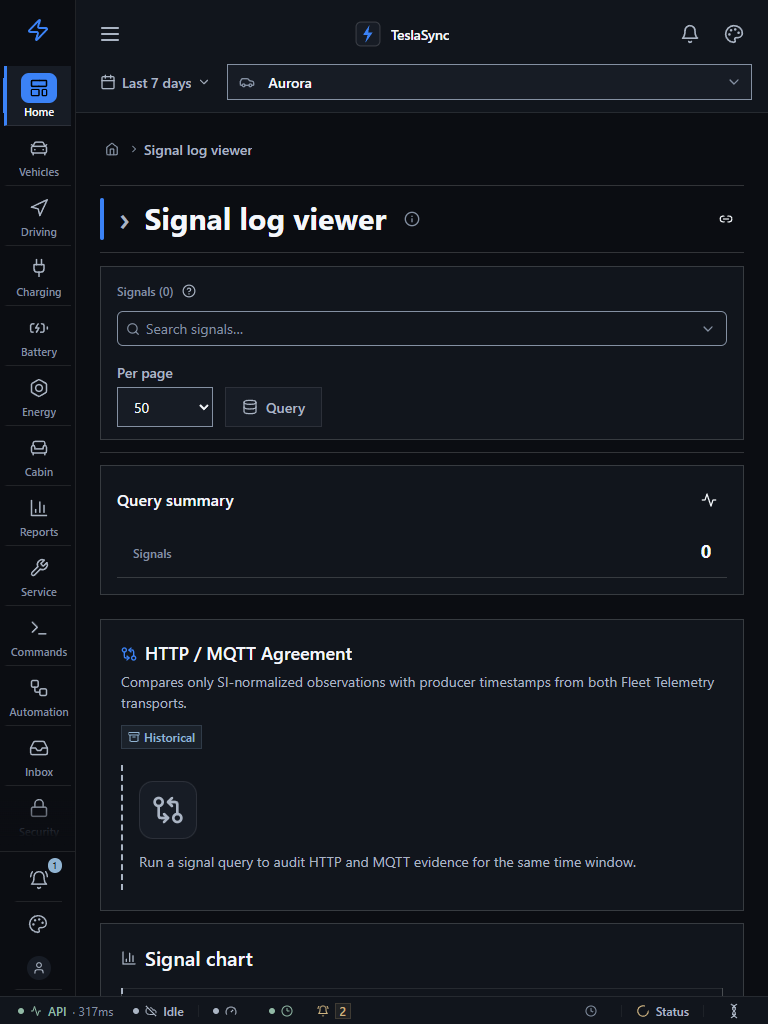 TeslaSync
Last 7 days
Aurora
Home
Vehicles
Driving
Charging
Battery
Energy
Cabin
Reports
Service
Commands
Automation
Inbox
Security
1
Signal log viewer
Signal log viewer
Signals (0)
Search signals...
Per page
50
Query
Query summary
Signals
0
HTTP / MQTT Agreement
Compares only SI-normalized observations with producer timestamps from both Fleet Telemetry
transports.
Historical
Run a signal query to audit HTTP and MQTT evidence for the same time window.
Signal chart
API · 317ms
Idle
2
Status